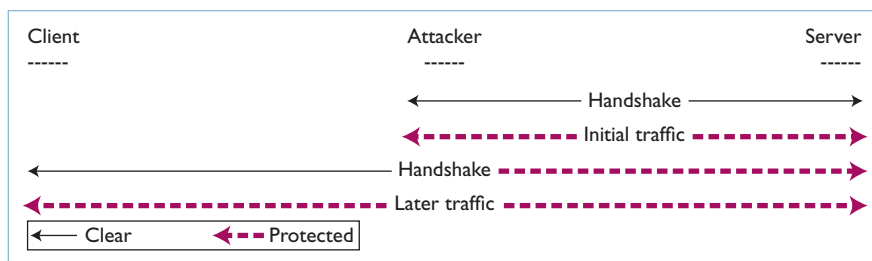 Client Attacker Server
------ ------ ------
Handshake
Initial traffic
Handshake
Later traffic
Clear Protected